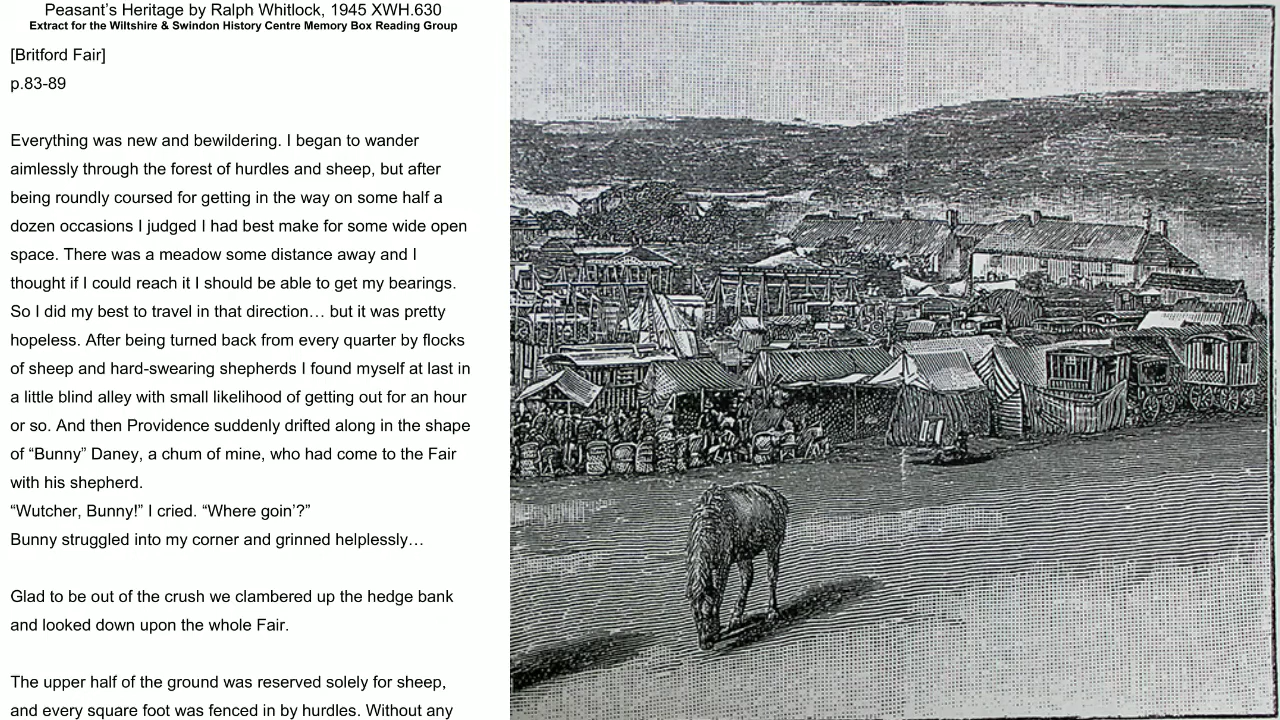 Peasant's Heritage by Ralph Whitlock, 1945 XWH.630
Extract for the Wiltshire & Swindon History Centre Memory Box Reading Group
[Britford Fair]
p.83-89
Everything was new and bewildering. I began to wander
aimlessly through the forest of hurdles and sheep, but after
being roundly coursed for getting in the way on some half a
dozen occasions I judged I had best make for some wide open
space. There was a meadow some distance away and I
thought if I could reach it I should be able to get my bearings.
So I did my best to travel in that direction… but it was pretty
hopeless. After being turned back from every quarter by flocks
of sheep and hard-swearing shepherds I found myself at last in
a little blind alley with small likelihood of getting out for an hour
or so. And then Providence suddenly drifted along in the shape
of “Bunny” Daney, a chum of mine, who had come to the Fair
with his shepherd.
“Wutcher, Bunny!” I cried. “Where goin’?”
Bunny struggled into my corner and grinned helplessly…
Glad to be out of the crush we clambered up the hedge bank
and looked down upon the whole Fair.
The upper half of the ground was reserved solely for sheep,
and every square foot was fenced in by hurdles. Without any